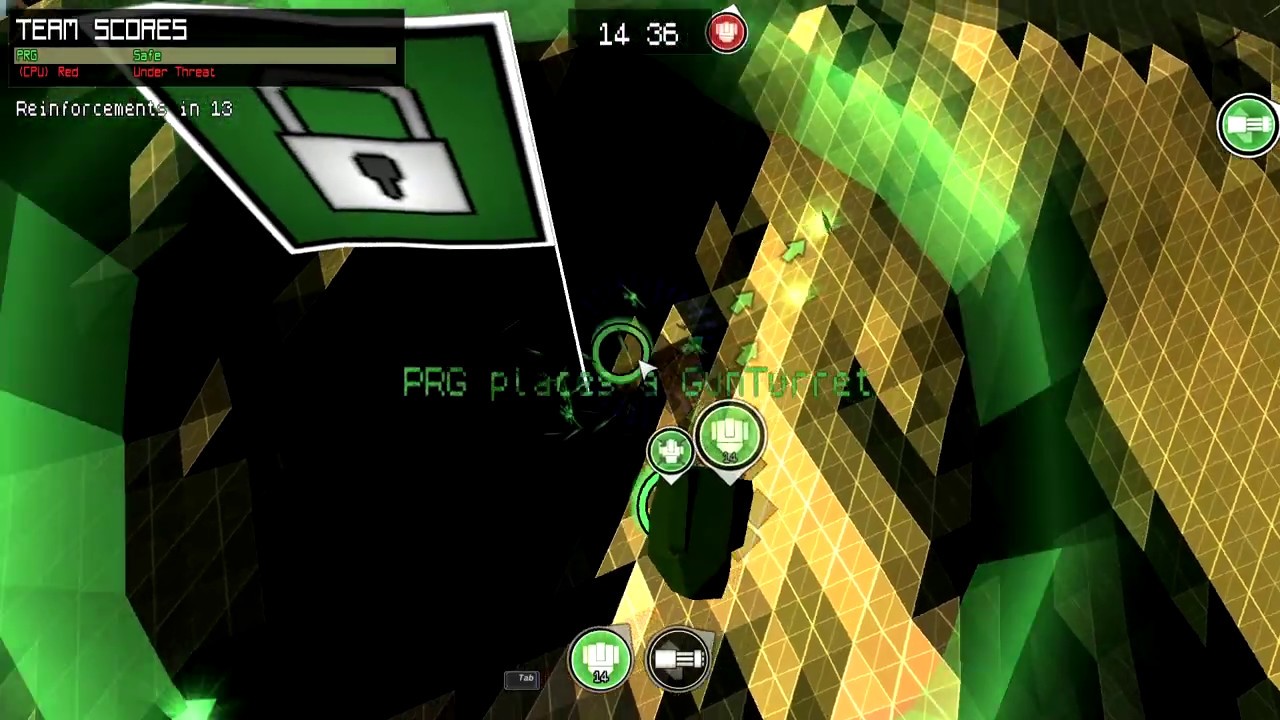 TEAM SCORES
PRG Safe
(CPU) Red Under Threat
Reinforcements in 13
14 36
PRG places a GunTurret
14
14
Tab